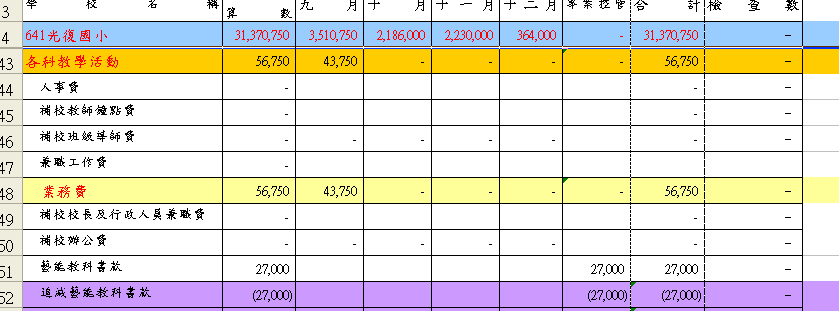 3 學 校 名 稱 算 數 九 月 十 月 十 一 月 十 二 月 專業控管 合 計 檢 查 數
4 641光復國小 31,370,750 3,510,750 2,186,000 2,230,000 364,000 - 31,370,750 -
43 各科教學活動 56,750 43,750 - - - - 56,750 -
44 人事費 - - -
45 補校教師鐘點費 - - -
46 補校班級導師費 - - - - - - -
47 兼職工作費 - - -
48 業務費 56,750 43,750 - - - - 56,750 -
49 補校校長及行政人員兼職費 - - -
50 補校辦公費 - - - - - - -
51 藝能教科書款 27,000 27,000 27,000 -
52 追減藝能教科書款 (27,000) (27,000) (27,000) -